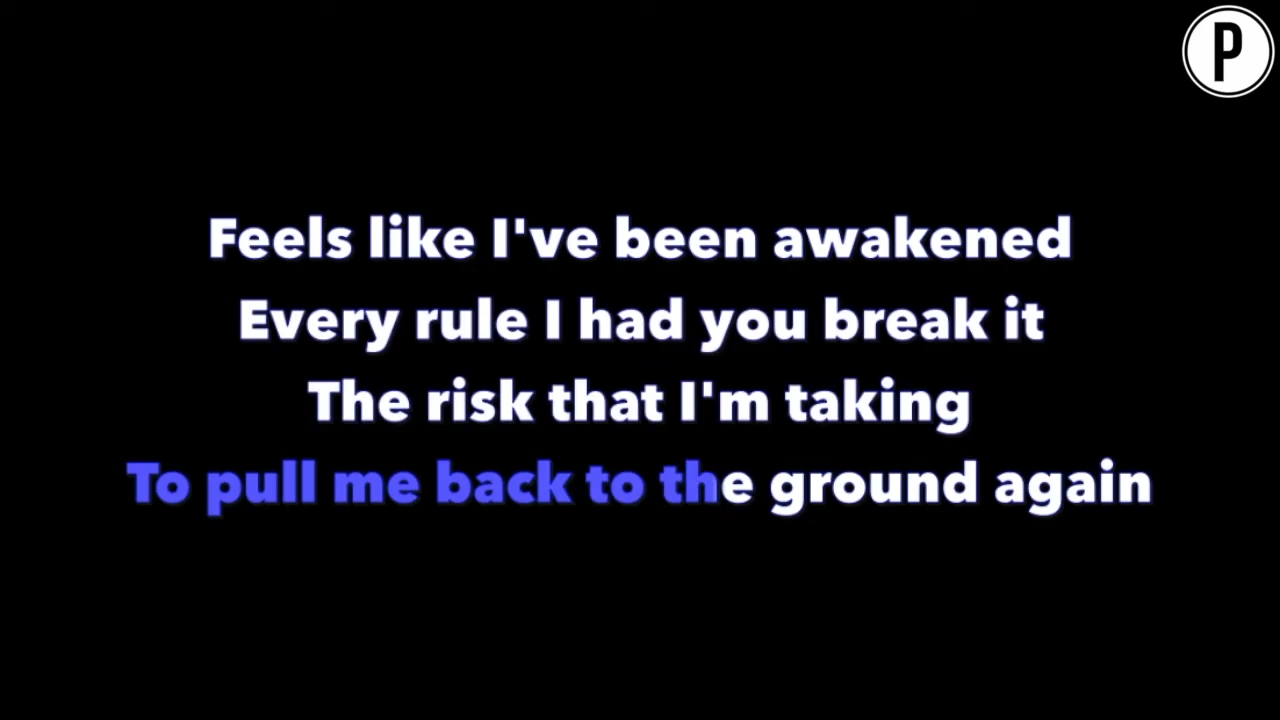 P
Feels like I've been awakened
Every rule I had you break it
The risk that I'm taking
To pull me back to the ground again